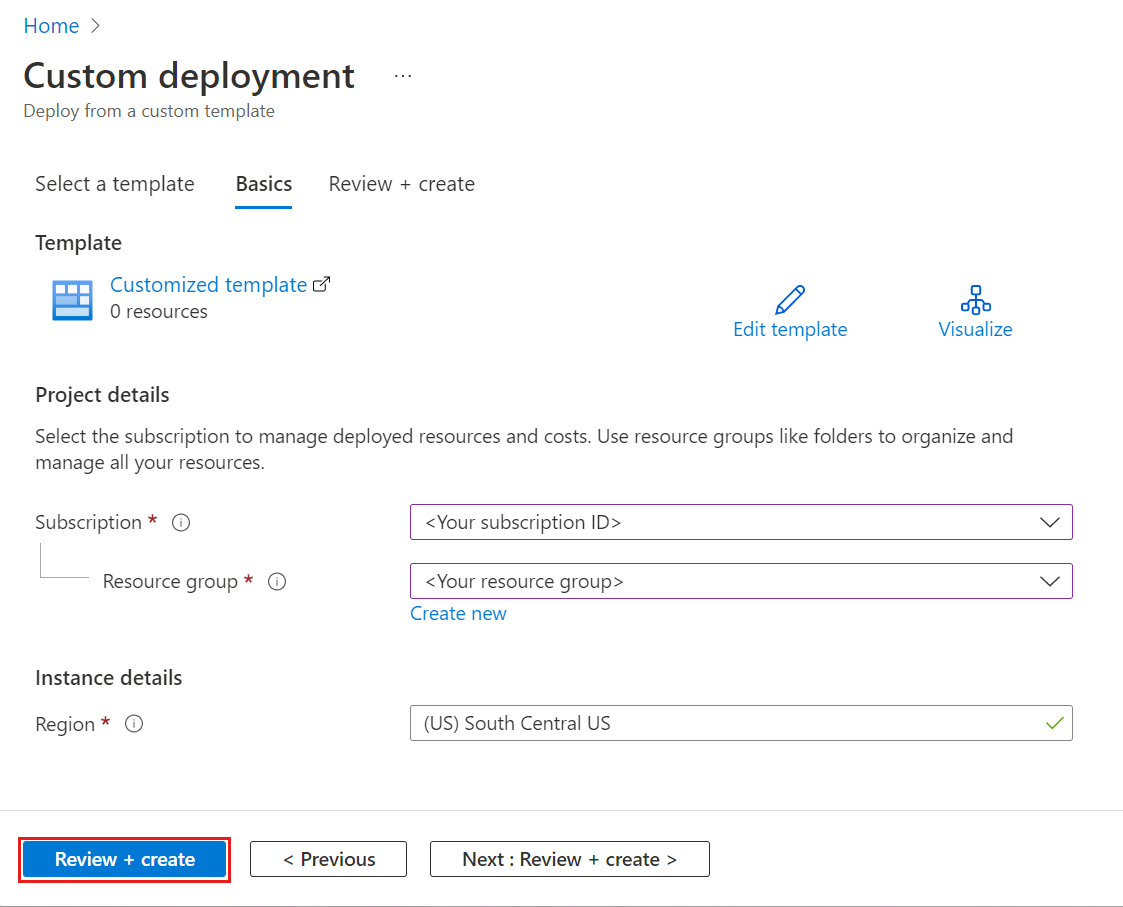 Home >
Custom deployment ...
Deploy from a custom template
Select a template Basics Review + create
Template
Customized template
0 resources
Edit template Visualize
Project details
Select the subscription to manage deployed resources and costs. Use resource groups like folders to organize and
manage all your resources.
Subscription * <Your subscription ID>
Resource group * <Your resource group>
Create new
Instance details
Region * (US) South Central US
Review + create < Previous Next : Review + create >